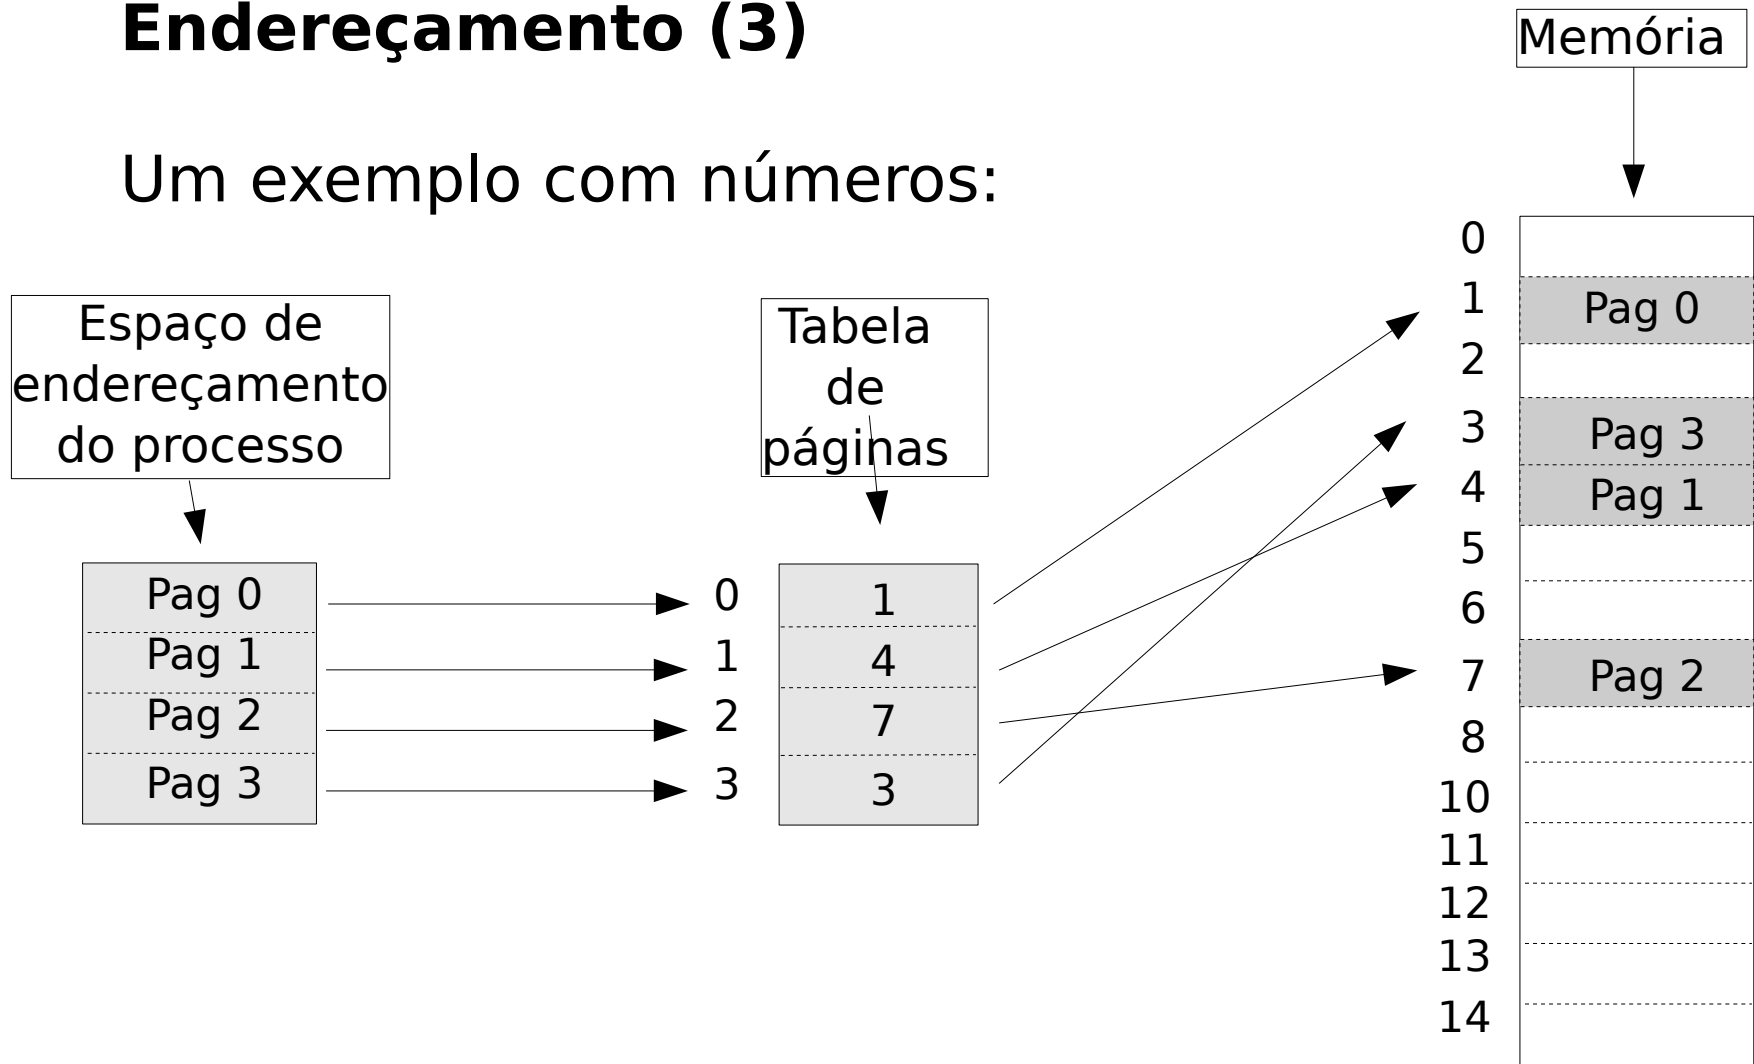 Endereçamento (3)
Memória
Um exemplo com números:
Espaço de
endereçamento
do processo
Tabela
de
páginas
Pag 0
Pag 1
Pag 2
Pag 3
0
1
2
3
1
4
7
3
0
1
2
3
4
5
6
7
8
10
11
12
13
14
Pag 0
Pag 3
Pag 1
Pag 2